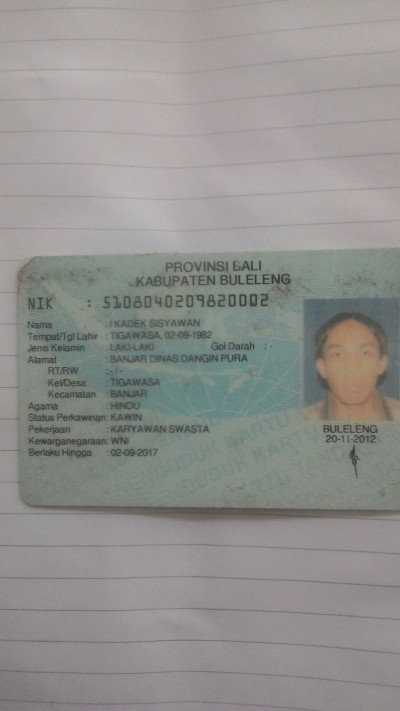 PROVINSI BALI
KABUPATEN BULELENG
NIK : 5108040209820002
Nama : I KADEK SISYAWAN
Tempat/Tgl Lahir : TIGAWASA, 02-09-1982
Jenis Kelamin : LAKI-LAKI Gol Darah : -
Alamat : BANJAR DINAS DANGIN PURA
RT/RW : - / -
Kel/Desa : TIGAWASA
Kecamatan : BANJAR
Agama : HINDU
Status Perkawinan : KAWIN
Pekerjaan : KARYAWAN SWASTA
Kewarganegaraan : WNI
Berlaku Hingga : 02-09-2017
BULELENG
20-11-2012